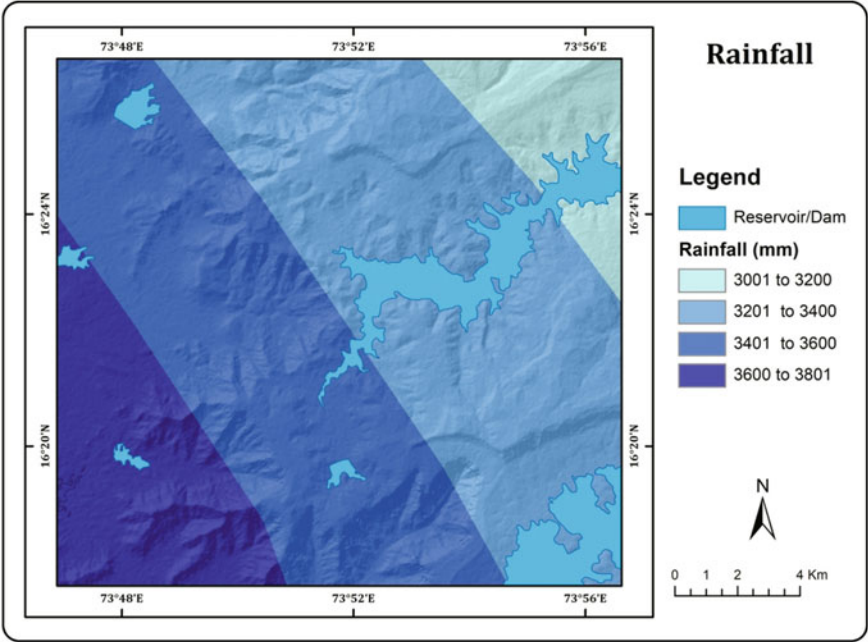 73°48'E 73°52'E 73°56'E
Rainfall
16°24'N 16°24'N
16°20'N 16°20'N
73°48'E 73°52'E 73°56'E
Legend
Reservoir/Dam
Rainfall (mm)
3001 to 3200
3201 to 3400
3401 to 3600
3600 to 3801
N
0 1 2 4 Km